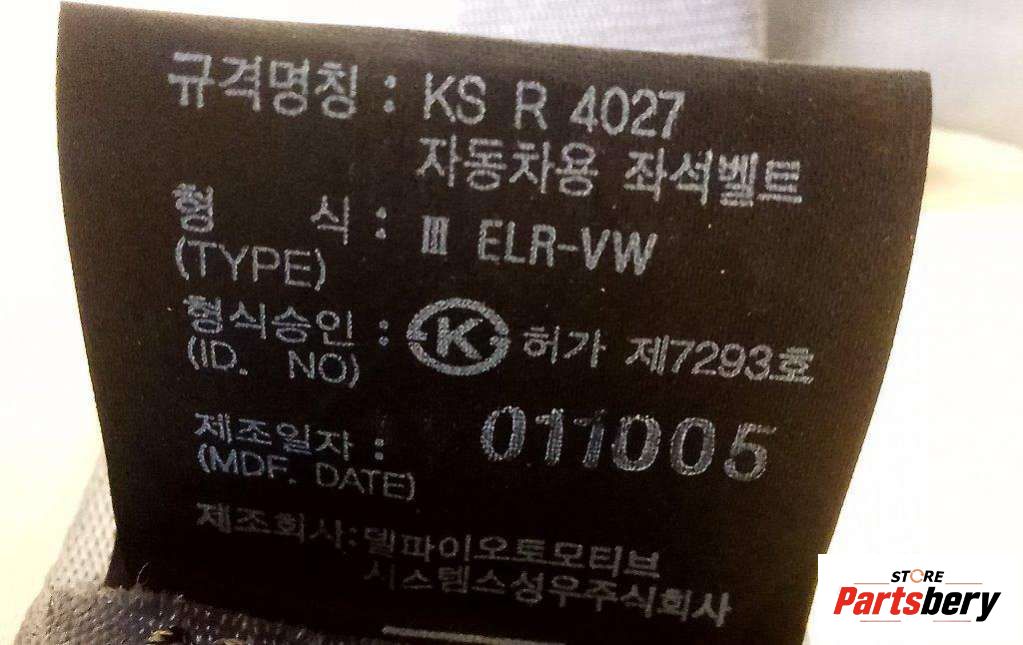 규격명칭 : KS R 4027
자동차용 좌석벨트
형 식 : Ⅲ ELR-VW
(TYPE)
형식승인 : K 허가 제7293호
(ID. NO)
제조일자 : 011005
(MDF. DATE)
제조회사: 델파이오토모티브
시스템스성우주식회사
STORE
Partsbery